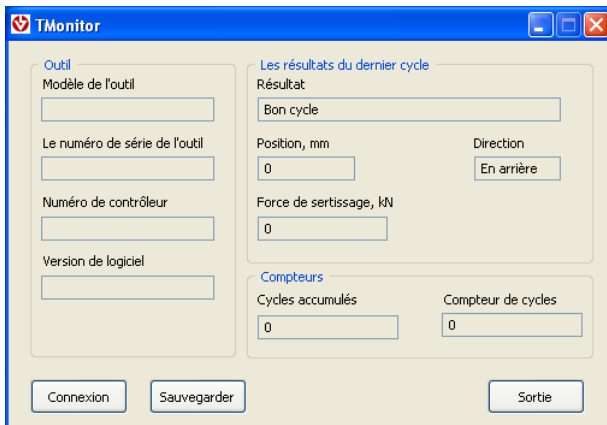 TMonitor
Outil
Modèle de l'outil
Le numéro de série de l'outil
Numéro de contrôleur
Version de logiciel
Les résultats du dernier cycle
Résultat
Bon cycle
Position, mm
Direction
0
En arrière
Force de sertissage, kN
0
Compteurs
Cycles accumulés
Compteur de cycles
0
0
Connexion
Sauvegarder
Sortie